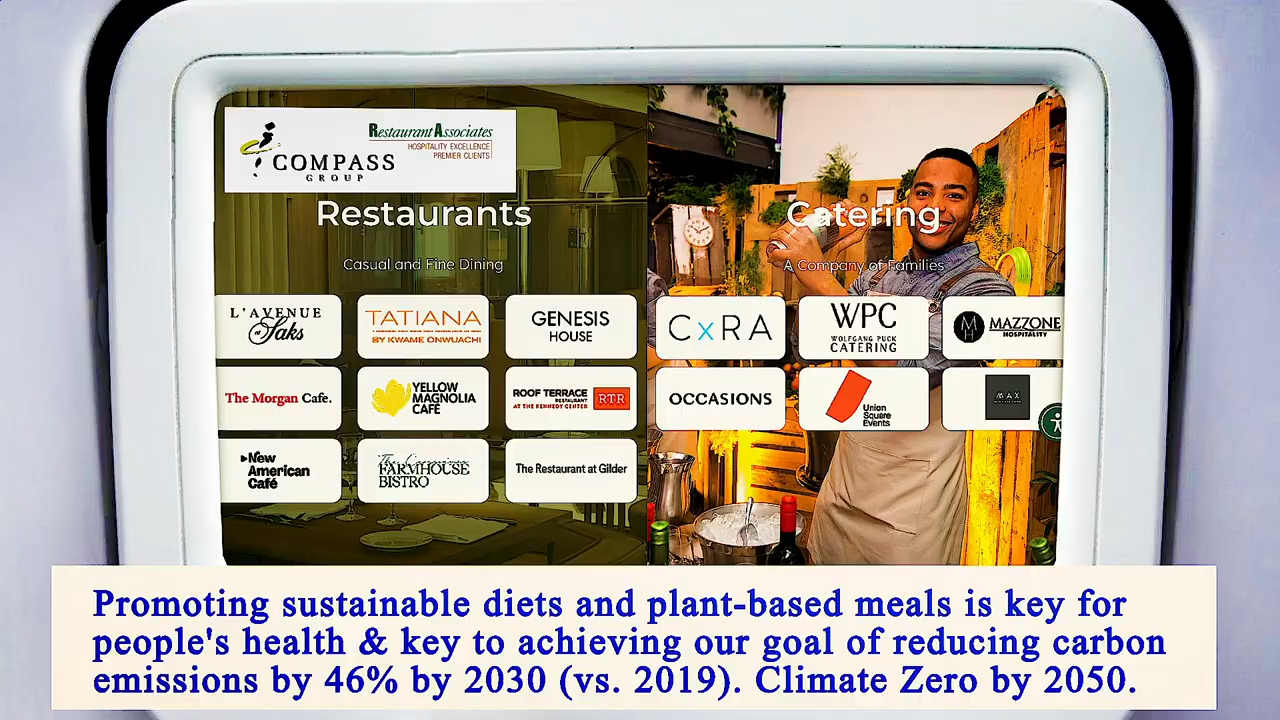 COMPASS
GROUP
Restaurant Associates
HOSPITALITY EXCELLENCE
PREMIER CLIENTS
Restaurants
Casual and Fine Dining
L'AVENUE
Saks
TATIANA
BY KWAME ONWUACHI
GENESIS
HOUSE
The Morgan Cafe.
YELLOW
MAGNOLIA
CAFÉ
ROOF TERRACE
RESTAURANT
AT THE KENNEDY CENTER
RTR
New
American
Café
FARMHOUSE
BISTRO
The Restaurant at Gilder
Catering
A Company of Families
CxRA
WPC
WOLFGANG PUCK
CATERING
MH
MAZZONE
HOSPITALITY
OCCASIONS
Union
Square
Events
MAX
Promoting sustainable diets and plant-based meals is key for
people's health & key to achieving our goal of reducing carbon
emissions by 46% by 2030 (vs. 2019). Climate Zero by 2050.